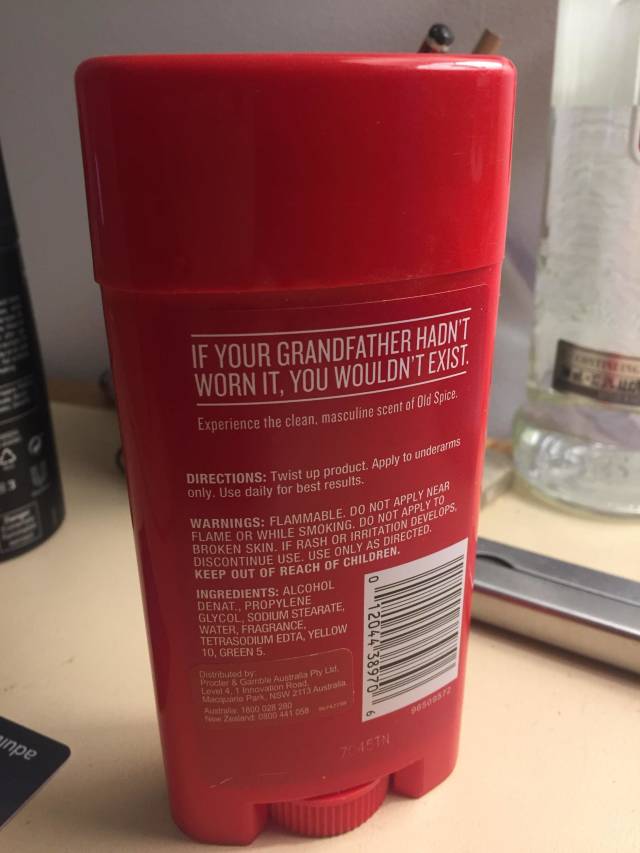 IF YOUR GRANDFATHER HADN'T
WORN IT, YOU WOULDN'T EXIST.
Experience the clean, masculine scent of Old Spice.
DIRECTIONS: Twist up product. Apply to underarms
only. Use daily for best results.
WARNINGS: FLAMMABLE. DO NOT APPLY NEAR
FLAME OR WHILE SMOKING. DO NOT APPLY TO
BROKEN SKIN. IF RASH OR IRRITATION DEVELOPS,
DISCONTINUE USE. USE ONLY AS DIRECTED.
KEEP OUT OF REACH OF CHILDREN.
INGREDIENTS: ALCOHOL
DENAT., PROPYLENE
GLYCOL, SODIUM STEARATE,
WATER, FRAGRANCE,
TETRASODIUM EDTA, YELLOW
10, GREEN 5.
Distributed by:
Procter & Gamble Australia Pty Ltd.
Level 4, 1 Innovation Road,
Macquarie Park, NSW 2113 Australia.
Australia: 1800 028 280
New Zealand: 0800 441 058
0 12044 38970 6
96509572